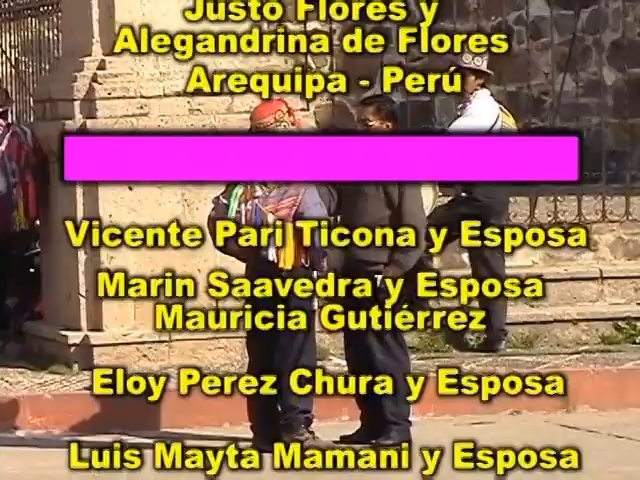 Justo Flores y
Alegandrina de Flores
Arequipa - Perú
Vicente Pari Ticona y Esposa
Marin Saavedra y Esposa
Mauricia Gutiérrez
Eloy Perez Chura y Esposa
Luis Mayta Mamani y Esposa